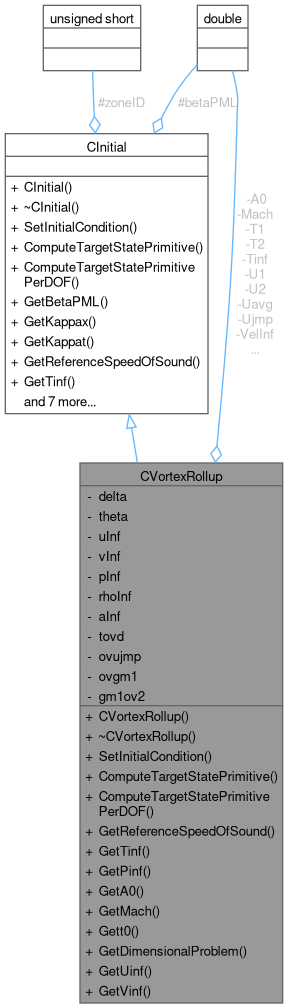 unsigned short
double
#zoneID
#betaPML
CInitial
+ CInitial()
+ ~CInitial()
+ SetInitialCondition()
+ ComputeTargetStatePrimitive()
+ ComputeTargetStatePrimitive
PerDOF()
+ GetBetaPML()
+ GetKappax()
+ GetKappat()
+ GetReferenceSpeedOfSound()
+ GetTinf()
and 7 more...
-A0
-Mach
-T1
-T2
-Tinf
-U1
-U2
-Uavg
-Ujmp
-VelInf
...
CVortexRollup
- delta
- theta
- uInf
- vInf
- pInf
- rhoInf
- aInf
- tovd
- ovujmp
- ovgm1
- gm1ov2
+ CVortexRollup()
+ ~CVortexRollup()
+ SetInitialCondition()
+ ComputeTargetStatePrimitive()
+ ComputeTargetStatePrimitive
PerDOF()
+ GetReferenceSpeedOfSound()
+ GetTinf()
+ GetPinf()
+ GetA0()
+ GetMach()
+ Gett0()
+ GetDimensionalProblem()
+ GetUinf()
+ GetVinf()